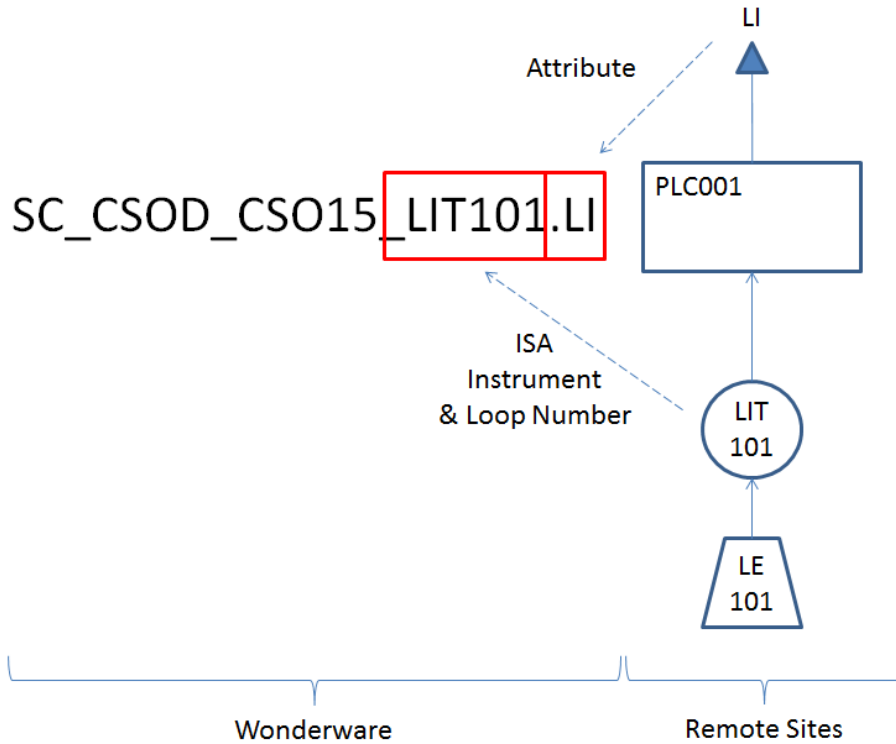 LI
Attribute
SC_CSOD_CSO15_LIT101.LI
PLC001
ISA
Instrument
& Loop Number
LIT
101
LE
101
Wonderware
Remote Sites